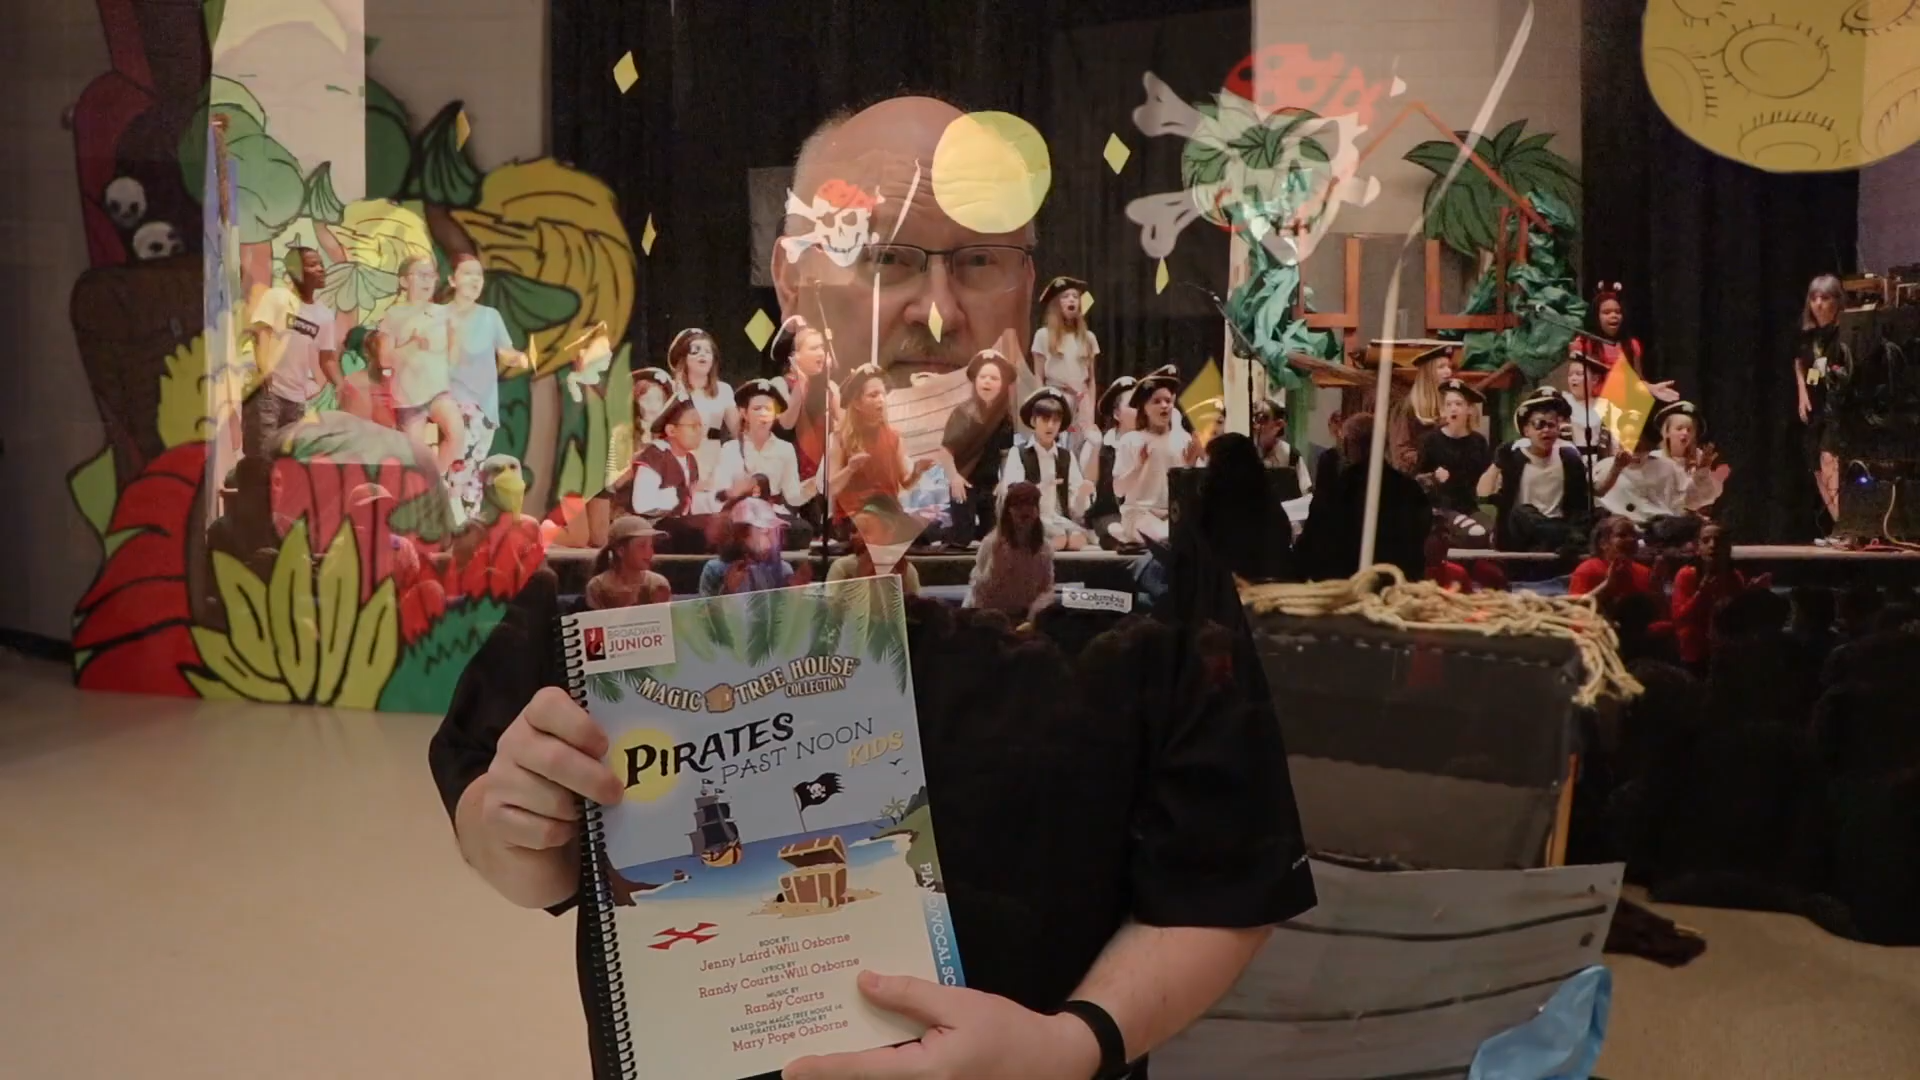 Columbia
BROADWAY
JUNIOR
MAGIC TREE HOUSE
COLLECTION
PIRATES
PAST NOON
KIDS
BOOK BY
Jenny Laird & Will Osborne
LYRICS BY
Randy Courts & Will Osborne
MUSIC BY
Randy Courts
BASED ON MAGIC TREE HOUSE
PIRATES PAST NOON BY
Mary Pope Osborne
PIANO/VOCAL SC